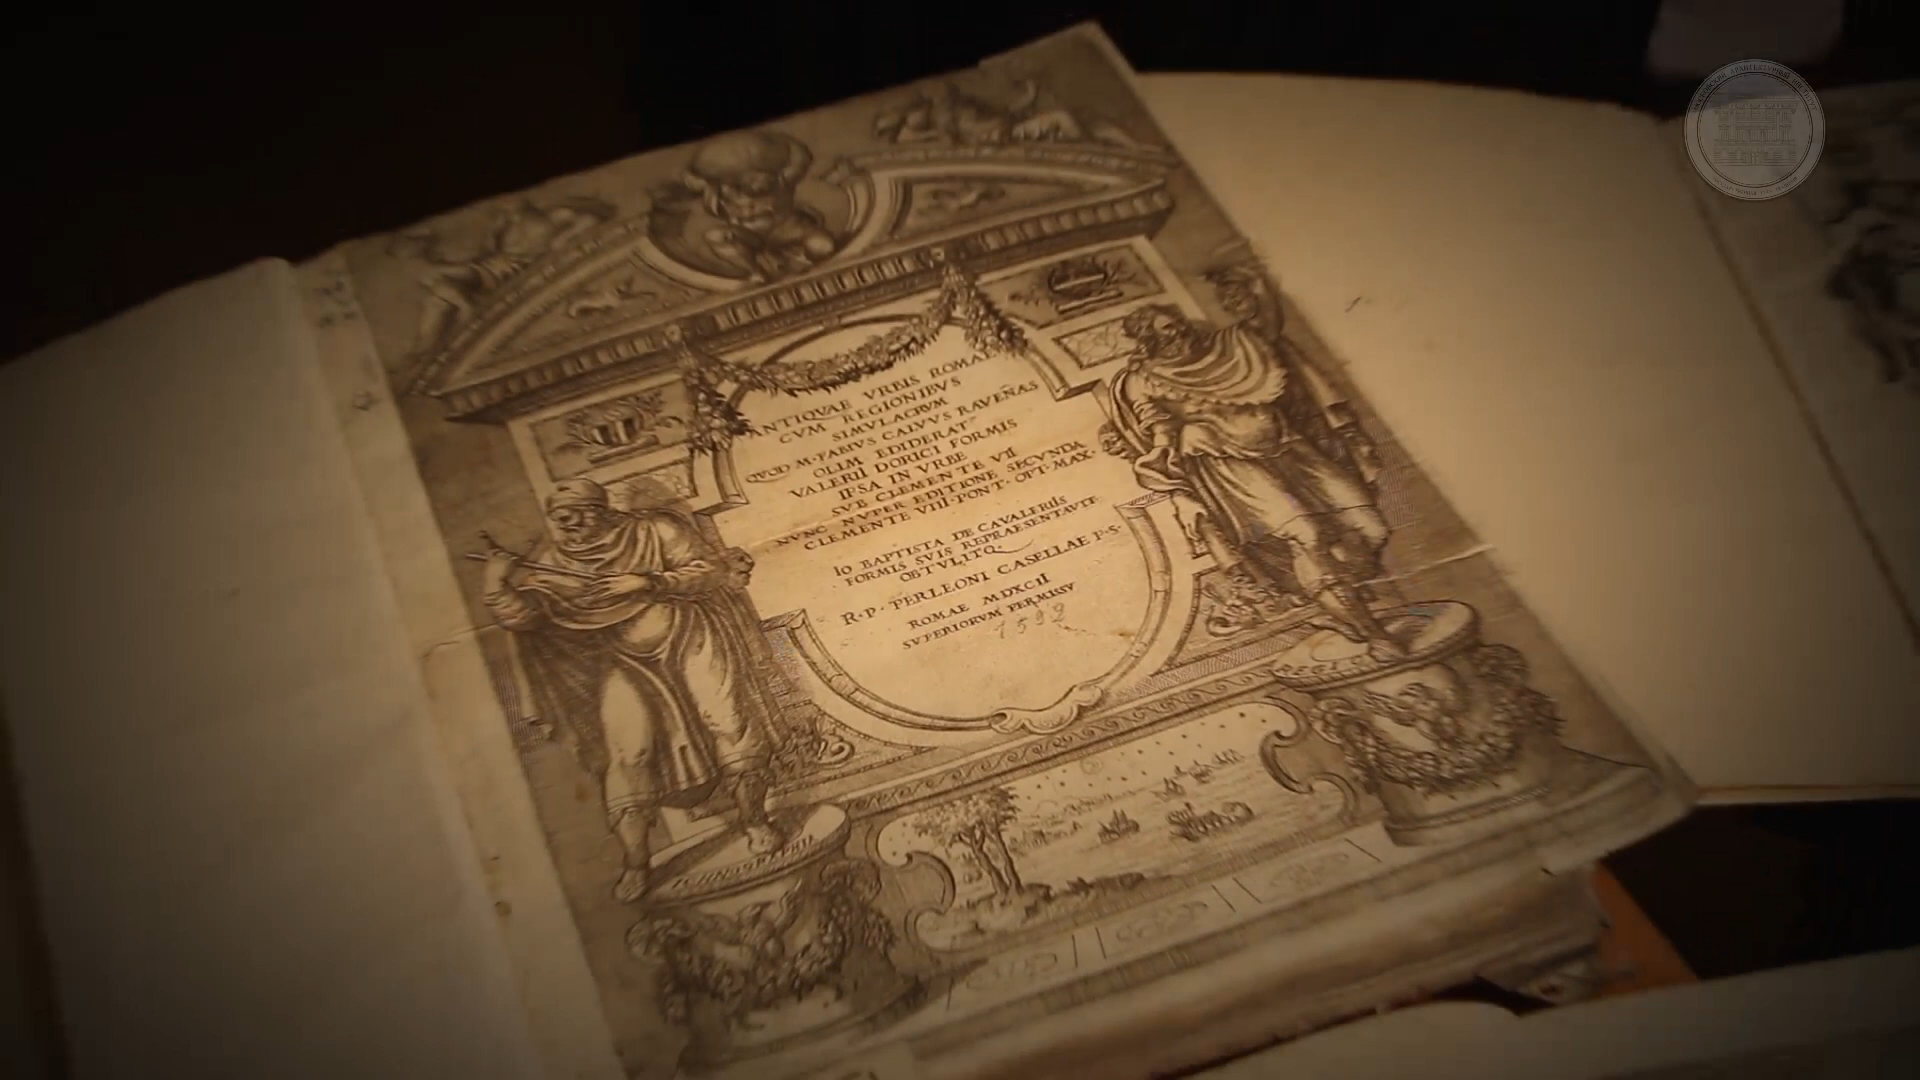 ANTIQVAE VRBIS ROMAE
CVM REGIONIBVS
SIMVLACRVM
QVOD M·FABIVS CALVVS RAVEÑAS
OLIM EDIDERAT
VALERII DORICI FORMIS
IPSA IN VRBE
SVB CLEMENTE VII
NVNC NVPER EDITIONE SECVNDA
CLEMENTE VIII·PONT·OPT·MAX·
IO BAPTISTA DE CAVALERIIS
FORMIS SVIS REPRAESENTAVIT
OBTVLITQ.
R·P·PERLEONI CASELLAE P·S·
ROMAE MDXCII
SVPERIORVM PERMISSV
1592
ICHNOGRAPHIA